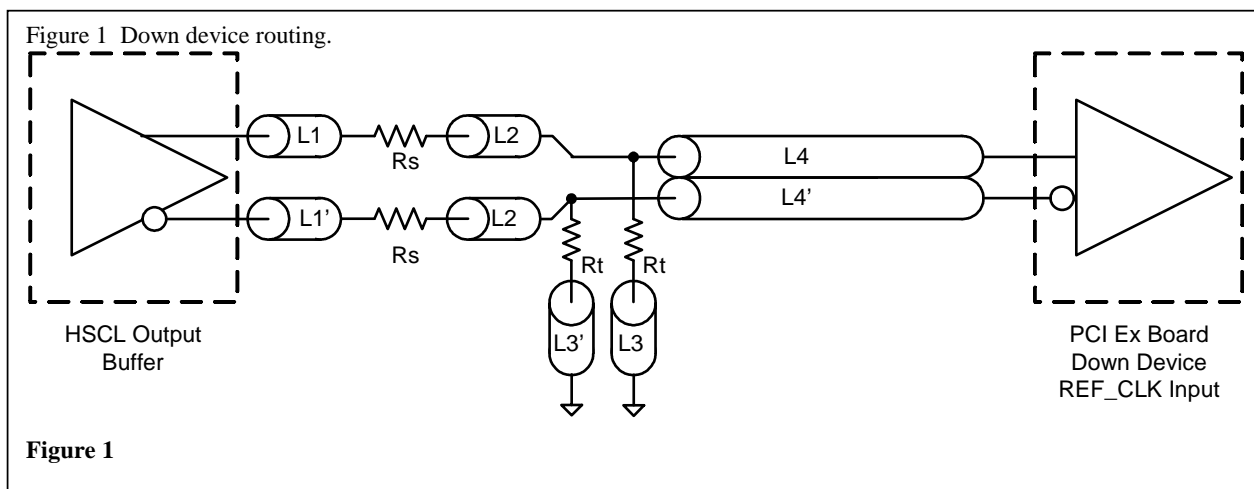 Figure 1  Down device routing.
L1
Rs
L2
L4
L1’
Rs
L2
L4’
Rt
Rt
L3’
L3
HSCL Output
Buffer
PCI Ex Board
Down Device
REF_CLK Input
Figure 1